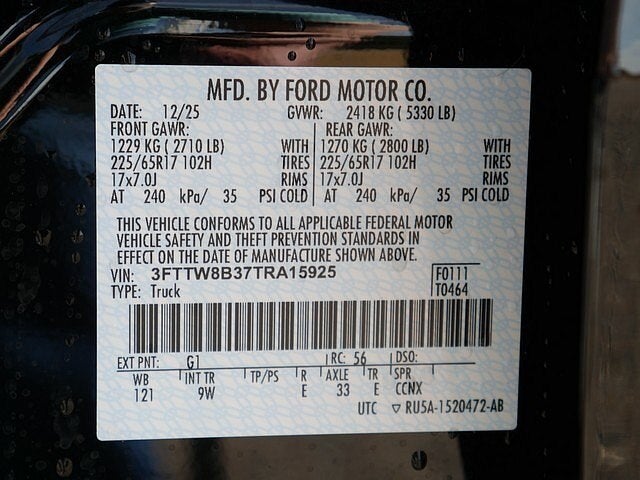 MFD. BY FORD MOTOR CO.
DATE: 12/25 GVWR: 2418 KG ( 5330 LB)
FRONT GAWR: REAR GAWR:
1229 KG ( 2710 LB) WITH 1270 KG ( 2800 LB) WITH
225/65R17 102H TIRES 225/65R17 102H TIRES
17x7.0J RIMS 17x7.0J RIMS
AT 240 kPa/ 35 PSI COLD AT 240 kPa/ 35 PSI COLD
THIS VEHICLE CONFORMS TO ALL APPLICABLE FEDERAL MOTOR
VEHICLE SAFETY AND THEFT PREVENTION STANDARDS IN
EFFECT ON THE DATE OF MANUFACTURE SHOWN ABOVE.
VIN: 3FTTW8B37TRA15925 F0111
TYPE: Truck T0464
EXT PNT: G1 RC: 56 DSO:
WB INT TR TP/PS R AXLE TR SPR
121 9W E 33 E CCNX
UTC ▽ RU5A-1520472-AB